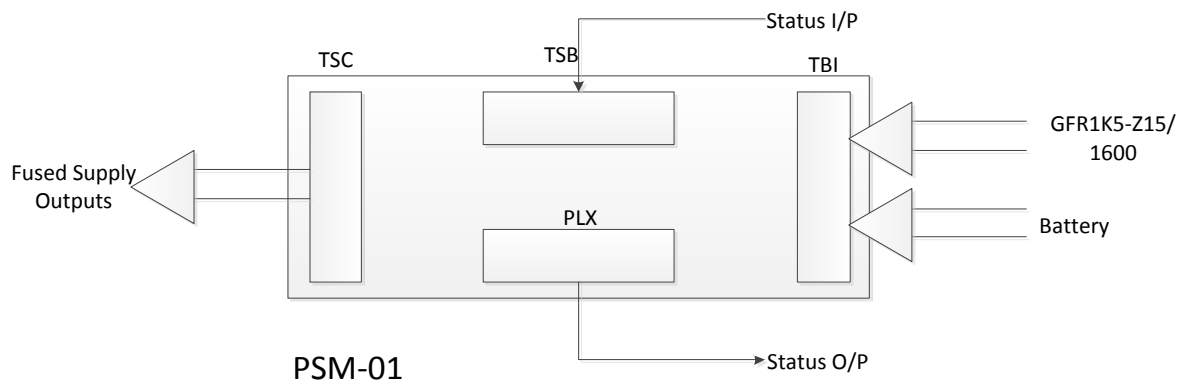 Status I/P
TSC
TSB
TBI
GFR1K5-Z15/
1600
Fused Supply
Outputs
PLX
Battery
Status O/P
PSM-01